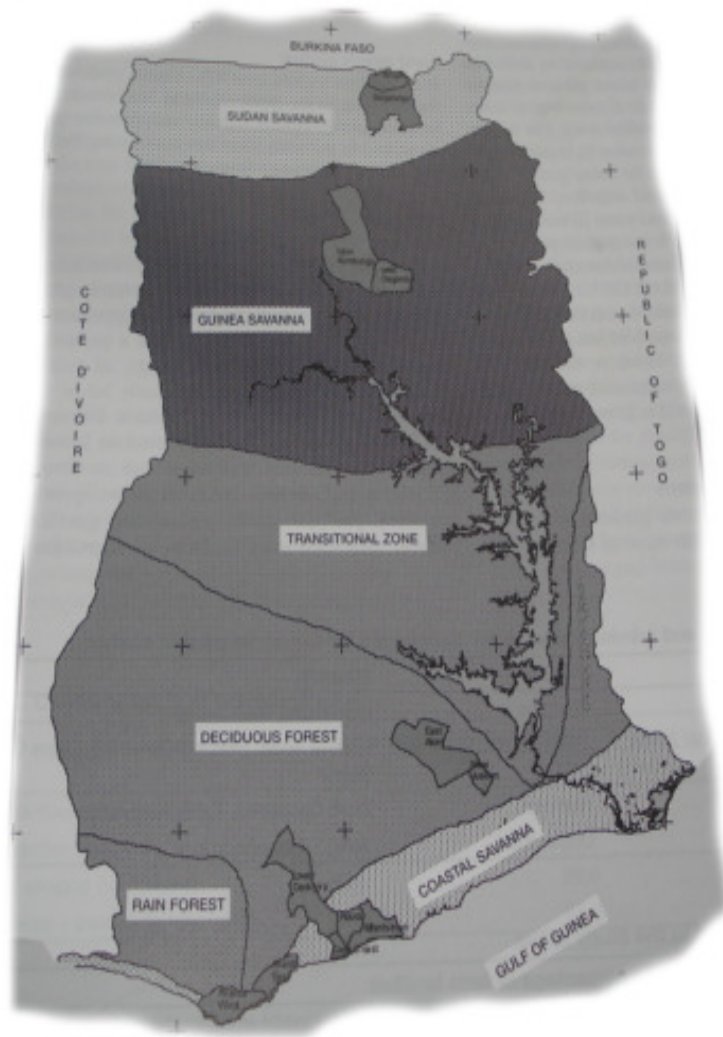 BURKINA FASO
SUDAN SAVANNA
GUINEA SAVANNA
COTE D'IVOIRE
REPUBLIC OF TOGO
TRANSITIONAL ZONE
DECIDUOUS FOREST
East
COASTAL SAVANNA
RAIN FOREST
GULF OF GUINEA